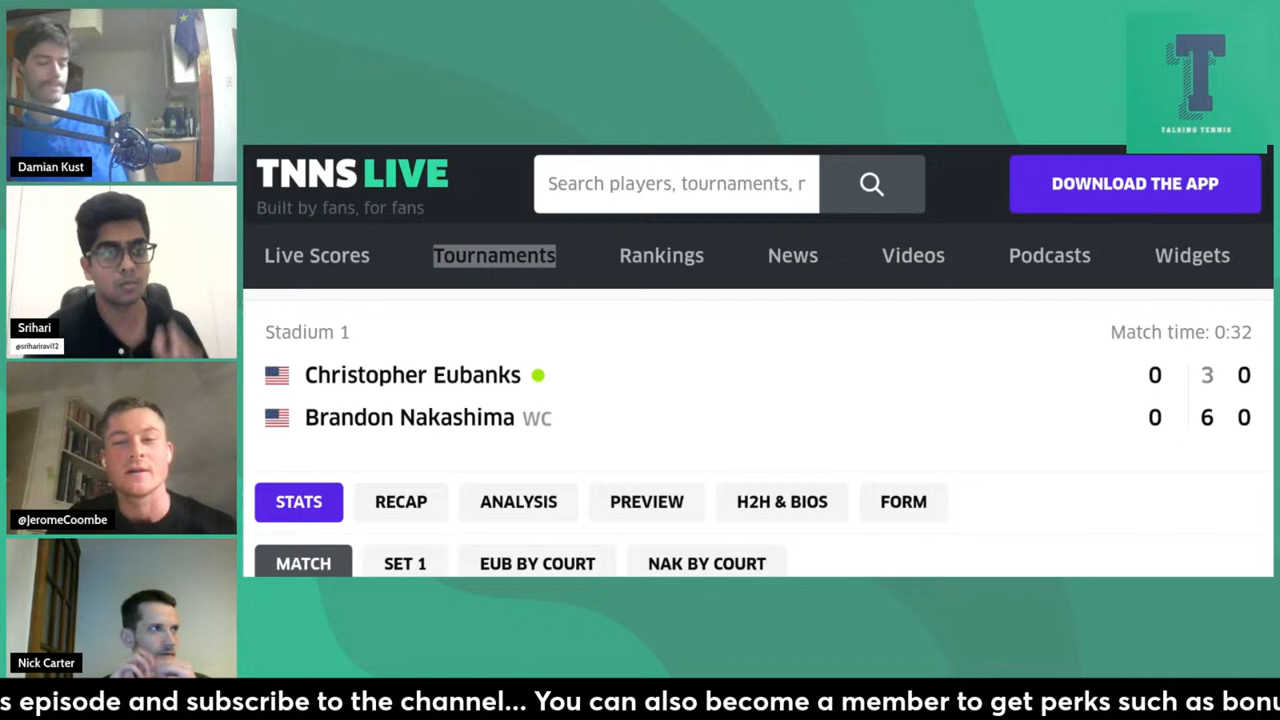 Damian Kust
Srihari
@srihariravi12
@JeromeCoombe
Nick Carter
T
TALKING TENNIS
TNNS LIVE
Built by fans, for fans
Search players, tournaments, r
DOWNLOAD THE APP
Live Scores Tournaments Rankings News Videos Podcasts Widgets
Stadium 1 Match time: 0:32
Christopher Eubanks 0 3 0
Brandon Nakashima WC 0 6 0
STATS RECAP ANALYSIS PREVIEW H2H & BIOS FORM
MATCH SET 1 EUB BY COURT NAK BY COURT
s episode and subscribe to the channel... You can also become a member to get perks such as bonu